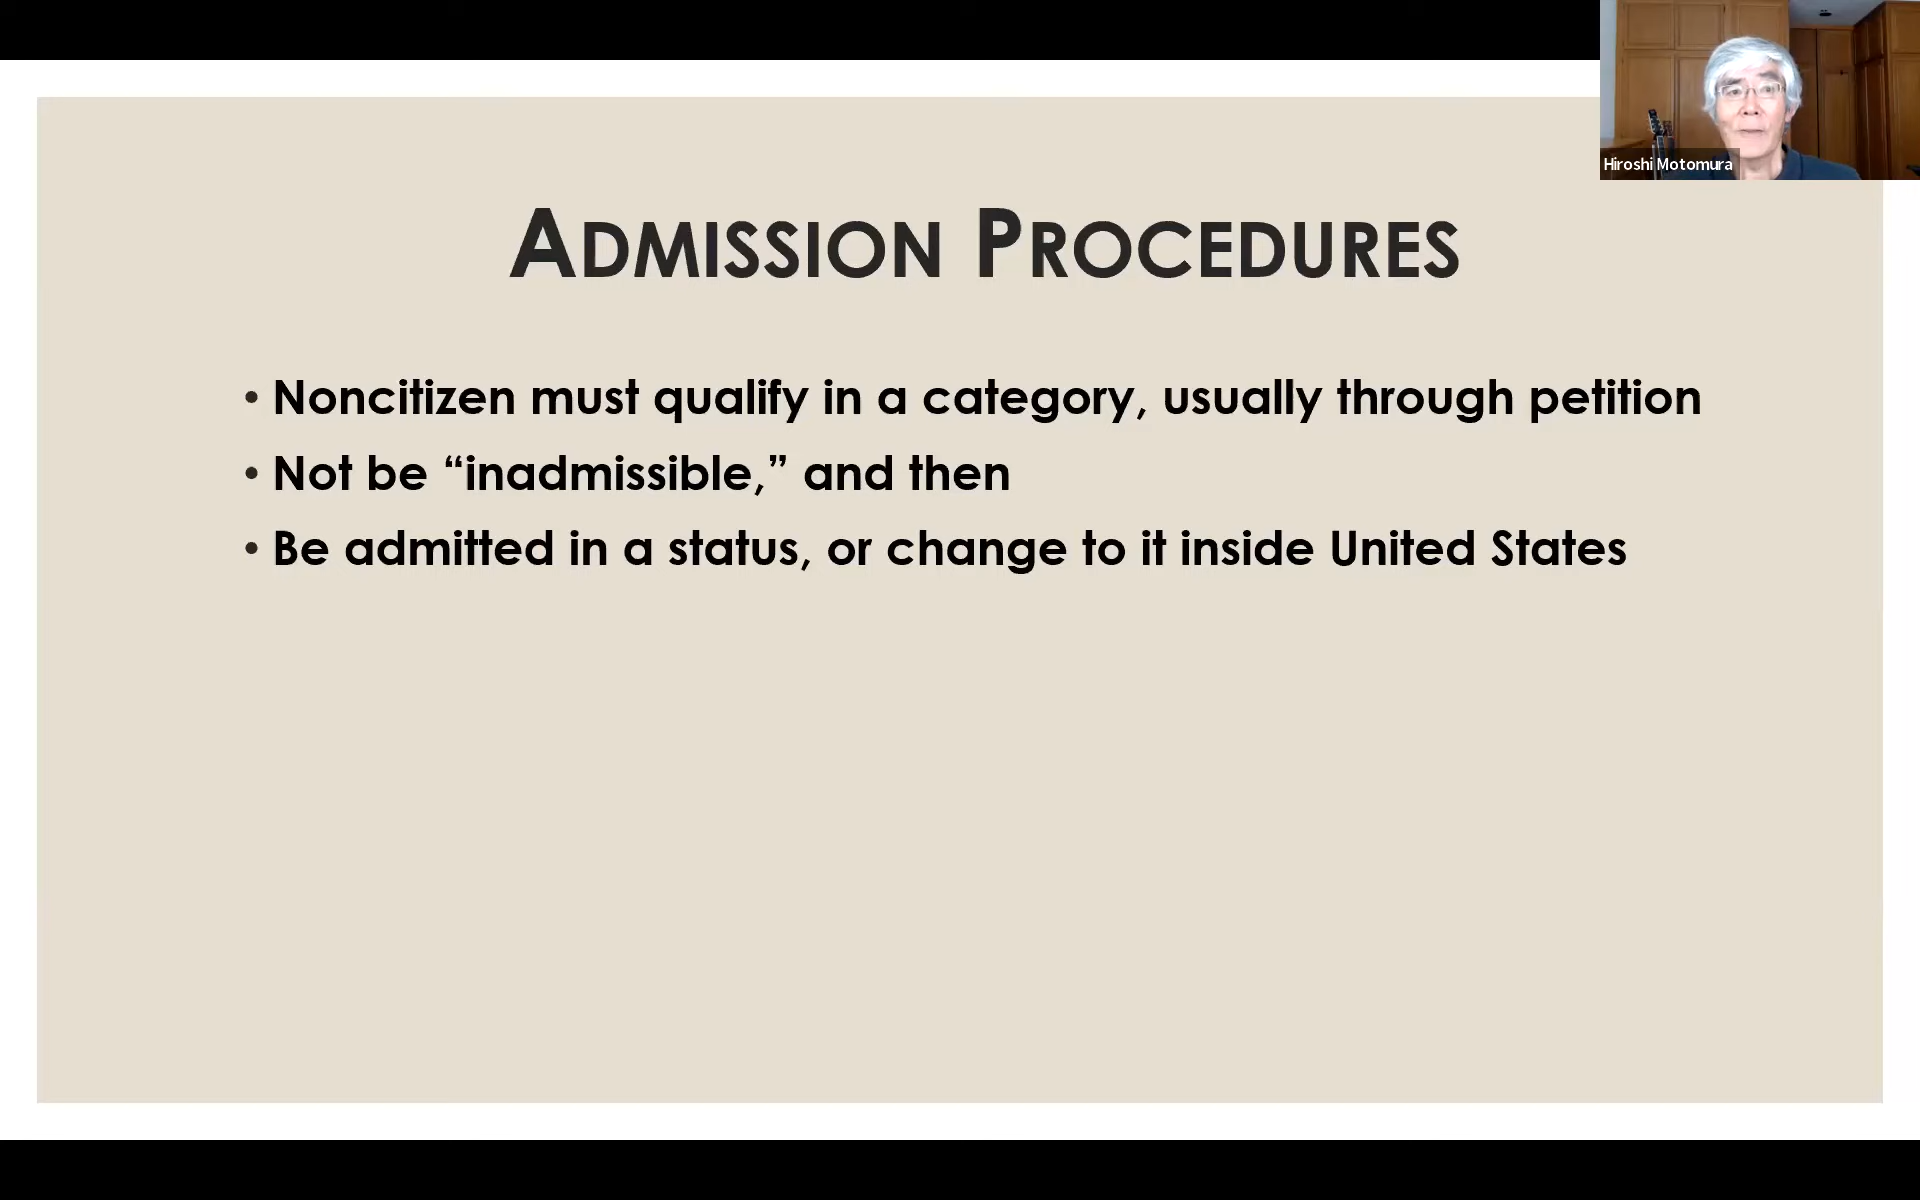 Hiroshi Motomura
ADMISSION PROCEDURES
• Noncitizen must qualify in a category, usually through petition
• Not be “inadmissible,” and then
• Be admitted in a status, or change to it inside United States